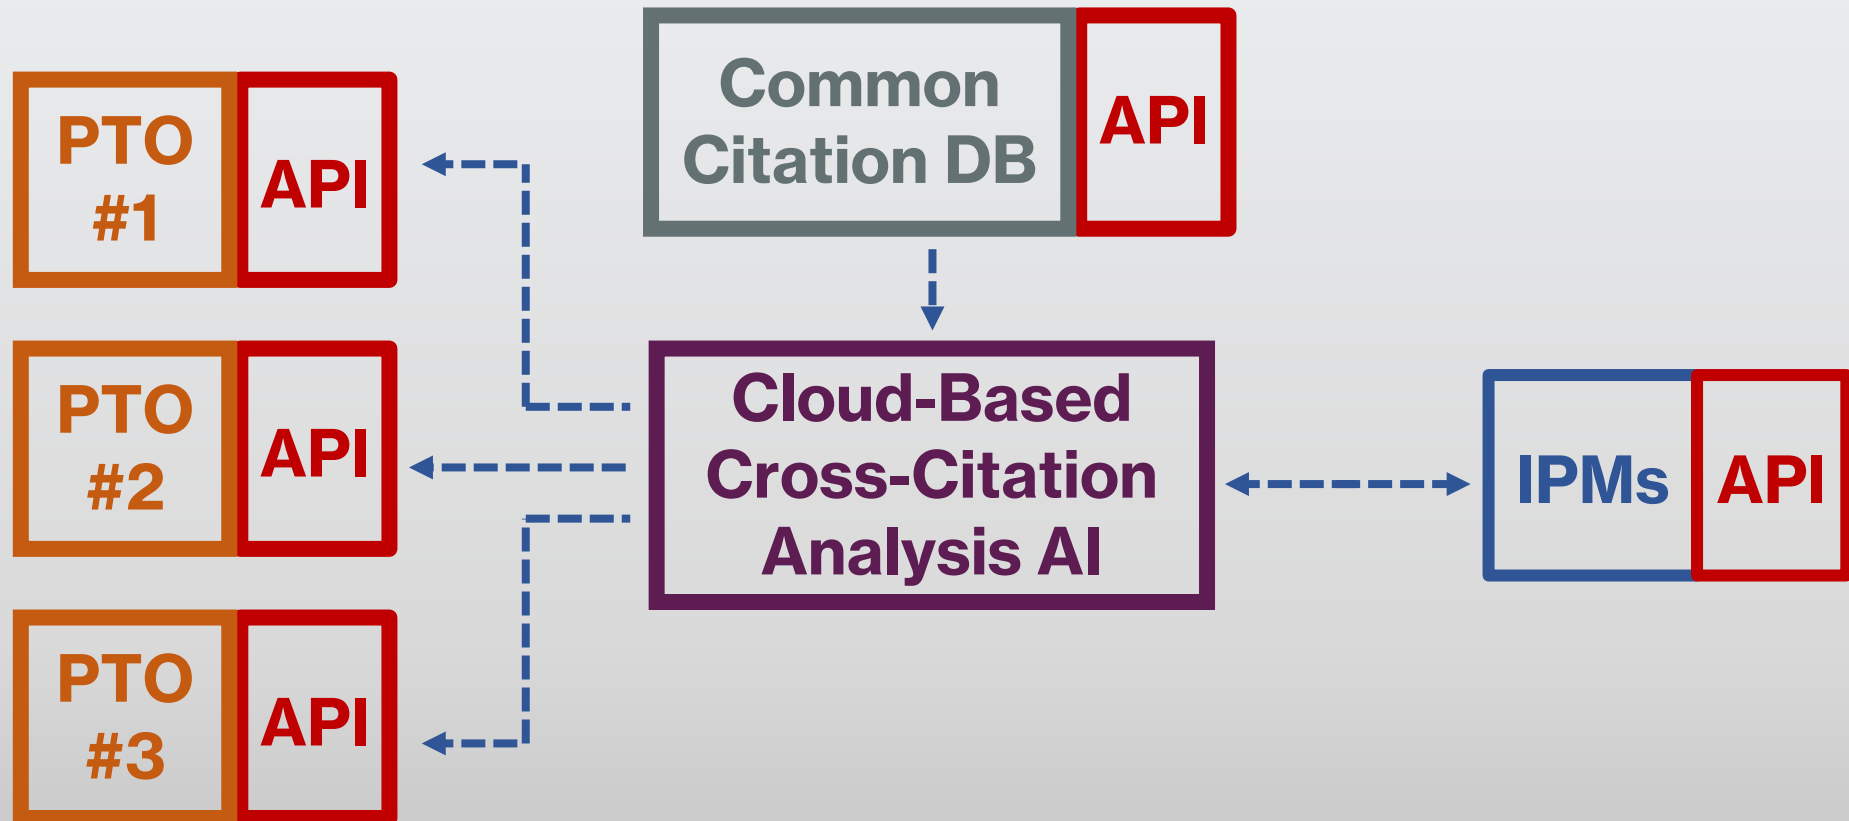 Common
Citation DB
API
PTO
#1
API
PTO
#2
API
Cloud-Based
Cross-Citation
Analysis AI
IPMs
API
PTO
#3
API